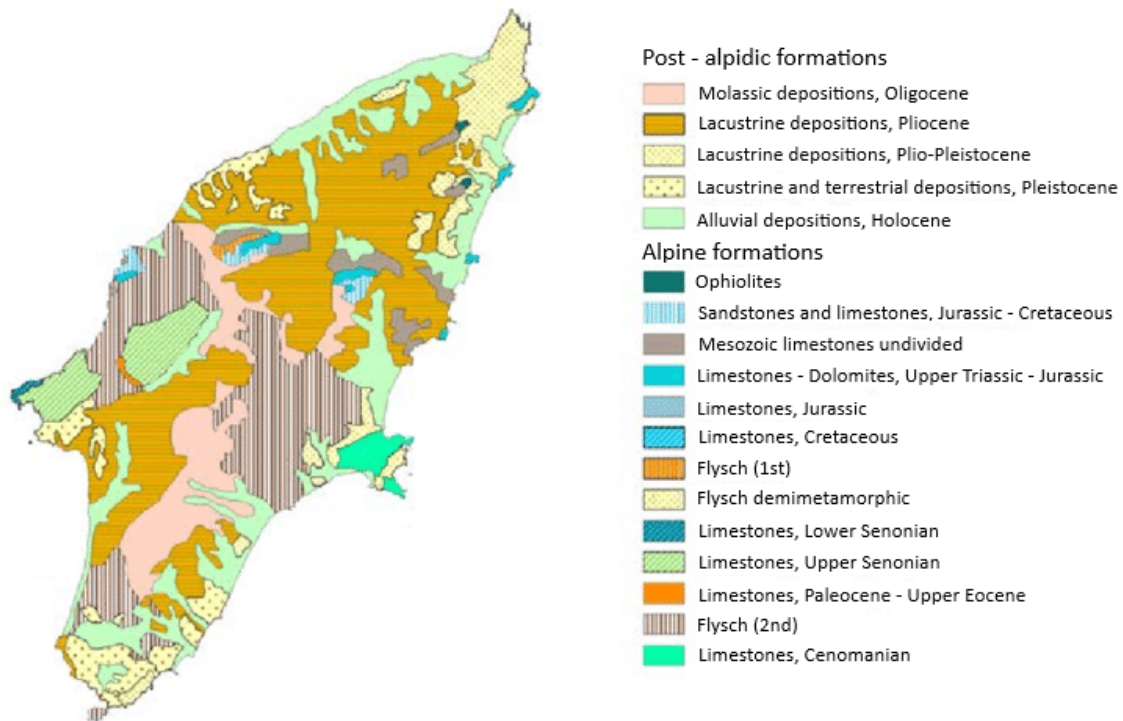 Post - alpidic formations
Molassic depositions, Oligocene
Lacustrine depositions, Pliocene
Lacustrine depositions, Plio-Pleistocene
Lacustrine and terrestrial depositions, Pleistocene
Alluvial depositions, Holocene
Alpine formations
Ophiolites
Sandstones and limestones, Jurassic - Cretaceous
Mesozoic limestones undivided
Limestones - Dolomites, Upper Triassic - Jurassic
Limestones, Jurassic
Limestones, Cretaceous
Flysch (1st)
Flysch demimetamorphic
Limestones, Lower Senonian
Limestones, Upper Senonian
Limestones, Paleocene - Upper Eocene
Flysch (2nd)
Limestones, Cenomanian